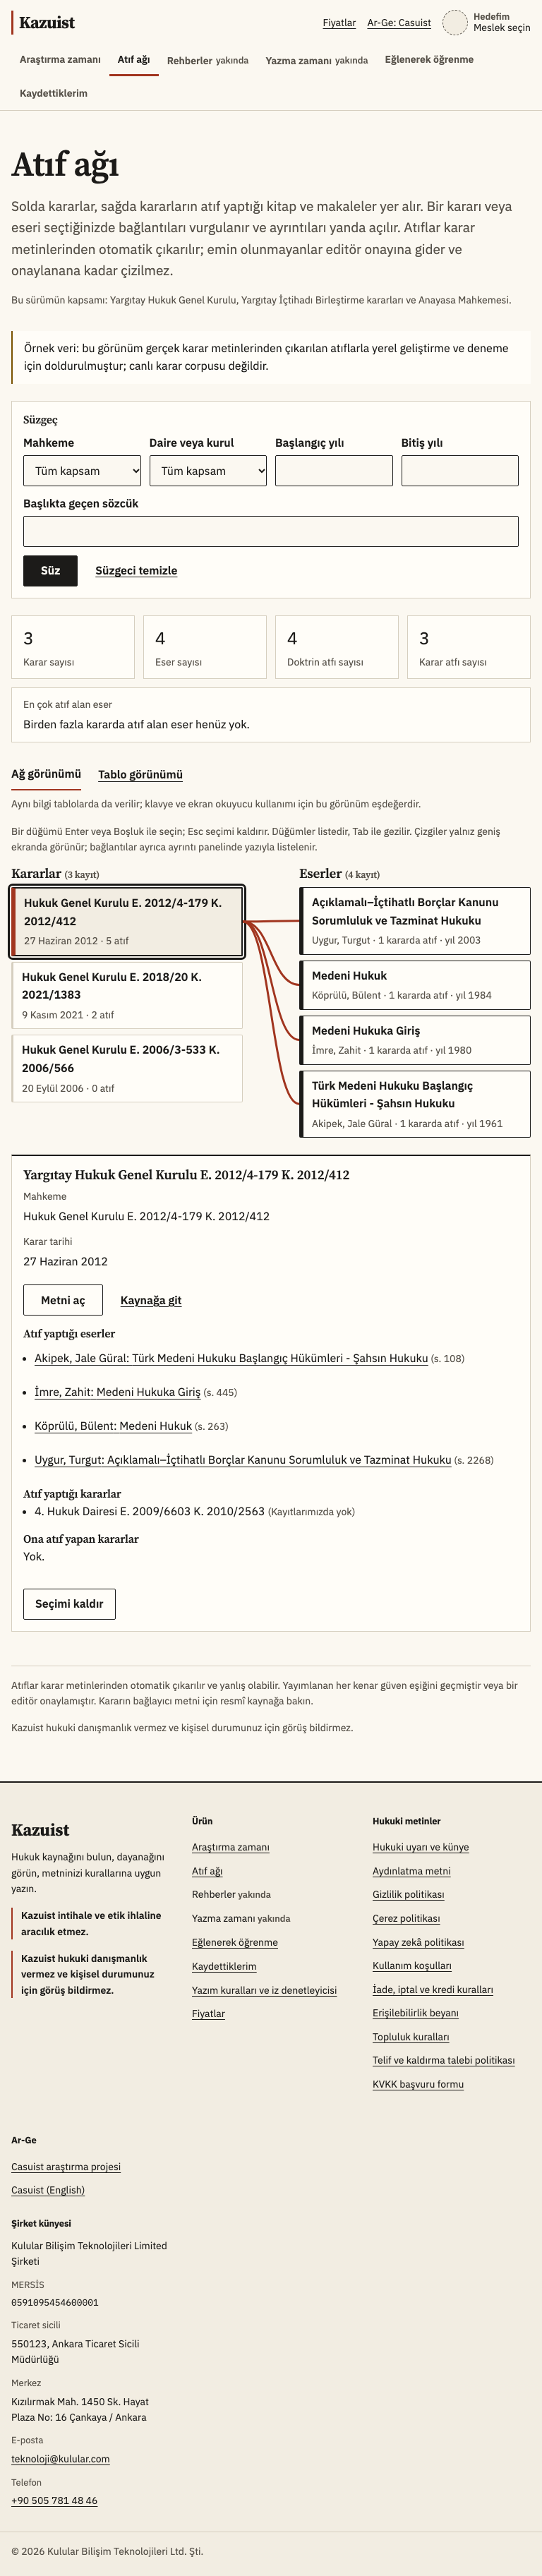 Kazuist
Fiyatlar
Ar-Ge: Casuist
Hedefim
Meslek seçin
Araştırma zamanı
Atıf ağı
Rehberler yakında
Yazma zamanı yakında
Eğlenerek öğrenme
Kaydettiklerim
Atıf ağı
Solda kararlar, sağda kararların atıf yaptığı kitap ve makaleler yer alır. Bir kararı veya
eseri seçtiğinizde bağlantıları vurgulanır ve ayrıntıları yanda açılır. Atıflar karar
metinlerinden otomatik çıkarılır; emin olunmayanlar editör onayına gider ve
onaylanana kadar çizilmez.
Bu sürümün kapsamı: Yargıtay Hukuk Genel Kurulu, Yargıtay İçtihadı Birleştirme kararları ve Anayasa Mahkemesi.
Örnek veri: bu görünüm gerçek karar metinlerinden çıkarılan atıflarla yerel geliştirme ve deneme
için doldurulmuştur; canlı karar corpusu değildir.
Süzgeç
Mahkeme
Daire veya kurul
Başlangıç yılı
Bitiş yılı
Tüm kapsam
Tüm kapsam
Başlıkta geçen sözcük
Süz
Süzgeci temizle
3
Karar sayısı
4
Eser sayısı
4
Doktrin atfı sayısı
3
Karar atfı sayısı
En çok atıf alan eser
Birden fazla kararda atıf alan eser henüz yok.
Ağ görünümü
Tablo görünümü
Aynı bilgi tablolarda da verilir; klavye ve ekran okuyucu kullanımı için bu görünüm eşdeğerdir.
Bir düğümü Enter veya Boşluk ile seçin; Esc seçimi kaldırır. Düğümler listedir, Tab ile gezilir. Çizgiler yalnız geniş
ekranda görünür; bağlantılar ayrıca ayrıntı panelinde yazıyla listelenir.
Kararlar (3 kayıt)
Hukuk Genel Kurulu E. 2012/4-179 K.
2012/412
27 Haziran 2012 · 5 atıf
Hukuk Genel Kurulu E. 2018/20 K.
2021/1383
9 Kasım 2021 · 2 atıf
Hukuk Genel Kurulu E. 2006/3-533 K.
2006/566
20 Eylül 2006 · 0 atıf
Eserler (4 kayıt)
Açıklamalı–İçtihatlı Borçlar Kanunu
Sorumluluk ve Tazminat Hukuku
Uygur, Turgut · 1 kararda atıf · yıl 2003
Medeni Hukuk
Köprülü, Bülent · 1 kararda atıf · yıl 1984
Medeni Hukuka Giriş
İmre, Zahit · 1 kararda atıf · yıl 1980
Türk Medeni Hukuku Başlangıç
Hükümleri - Şahsın Hukuku
Akipek, Jale Güral · 1 kararda atıf · yıl 1961
Yargıtay Hukuk Genel Kurulu E. 2012/4-179 K. 2012/412
Mahkeme
Hukuk Genel Kurulu E. 2012/4-179 K. 2012/412
Karar tarihi
27 Haziran 2012
Metni aç
Kaynağa git
Atıf yaptığı eserler
Akipek, Jale Güral: Türk Medeni Hukuku Başlangıç Hükümleri - Şahsın Hukuku (s. 108)
İmre, Zahit: Medeni Hukuka Giriş (s. 445)
Köprülü, Bülent: Medeni Hukuk (s. 263)
Uygur, Turgut: Açıklamalı–İçtihatlı Borçlar Kanunu Sorumluluk ve Tazminat Hukuku (s. 2268)
Atıf yaptığı kararlar
4. Hukuk Dairesi E. 2009/6603 K. 2010/2563 (Kayıtlarımızda yok)
Ona atıf yapan kararlar
Yok.
Seçimi kaldır
Atıflar karar metinlerinden otomatik çıkarılır ve yanlış olabilir. Yayımlanan her kenar güven eşiğini geçmiştir veya bir
editör onaylamıştır. Kararın bağlayıcı metni için resmî kaynağa bakın.
Kazuist hukuki danışmanlık vermez ve kişisel durumunuz için görüş bildirmez.
Kazuist
Hukuk kaynağını bulun, dayanağını
görün, metninizi kurallarına uygun
yazın.
Kazuist intihale ve etik ihlaline
aracılık etmez.
Kazuist hukuki danışmanlık
vermez ve kişisel durumunuz
için görüş bildirmez.
Ürün
Araştırma zamanı
Atıf ağı
Rehberler yakında
Yazma zamanı yakında
Eğlenerek öğrenme
Kaydettiklerim
Yazım kuralları ve iz denetleyicisi
Fiyatlar
Hukuki metinler
Hukuki uyarı ve künye
Aydınlatma metni
Gizlilik politikası
Çerez politikası
Yapay zekâ politikası
Kullanım koşulları
İade, iptal ve kredi kuralları
Erişilebilirlik beyanı
Topluluk kuralları
Telif ve kaldırma talebi politikası
KVKK başvuru formu
Ar-Ge
Casuist araştırma projesi
Casuist (English)
Şirket künyesi
Kulular Bilişim Teknolojileri Limited
Şirketi
MERSİS
0591095454600001
Ticaret sicili
550123, Ankara Ticaret Sicili
Müdürlüğü
Merkez
Kızılırmak Mah. 1450 Sk. Hayat
Plaza No: 16 Çankaya / Ankara
E-posta
teknoloji@kulular.com
Telefon
+90 505 781 48 46
© 2026 Kulular Bilişim Teknolojileri Ltd. Şti.